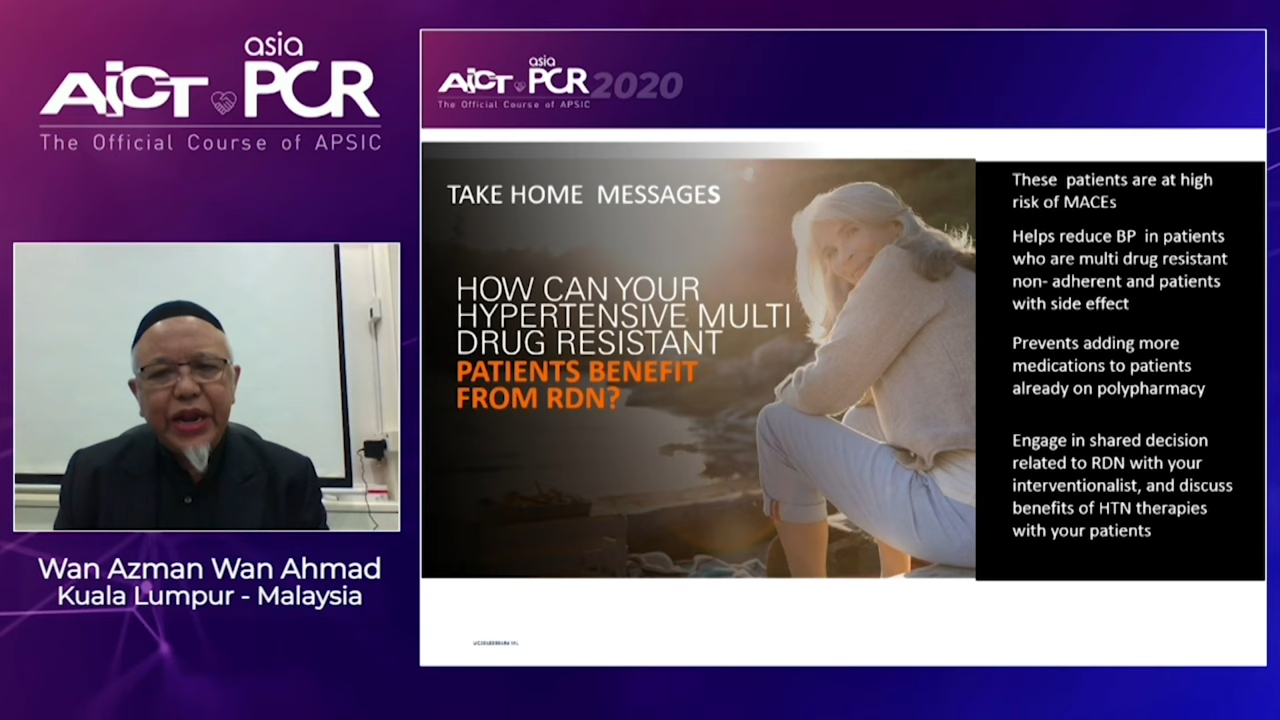 asia
AICT PCR
The Official Course of APSIC
asia
AICT PCR 2020
The Official Course of APSIC
TAKE HOME MESSAGES
HOW CAN YOUR
HYPERTENSIVE MULTI
DRUG RESISTANT
PATIENTS BENEFIT
FROM RDN?
These patients are at high
risk of MACEs
Helps reduce BP in patients
who are multi drug resistant
non- adherent and patients
with side effect
Prevents adding more
medications to patients
already on polypharmacy
Engage in shared decision
related to RDN with your
interventionalist, and discuss
benefits of HTN therapies
with your patients
Wan Azman Wan Ahmad
Kuala Lumpur - Malaysia